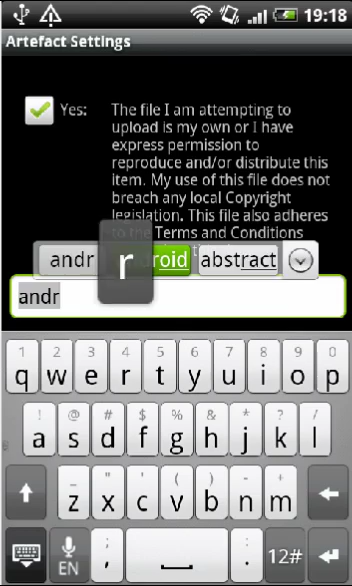 19:18
Artefact Settings
Yes:
The file I am attempting to
upload is my own or I have
express permission to
reproduce and/or distribute this
item. My use of this file does not
breach any local Copyright
legislation. This file also adheres
to the Terms and Conditions
andr r roid abstract
andr
1 2 3 4 5 6 7 8 9 0
q w e r t y u i o p
! @ # $ % & * ? /
a s d f g h j k l
_ " ' ( ) - +
z x c v b n m
EN , ; . : 12#